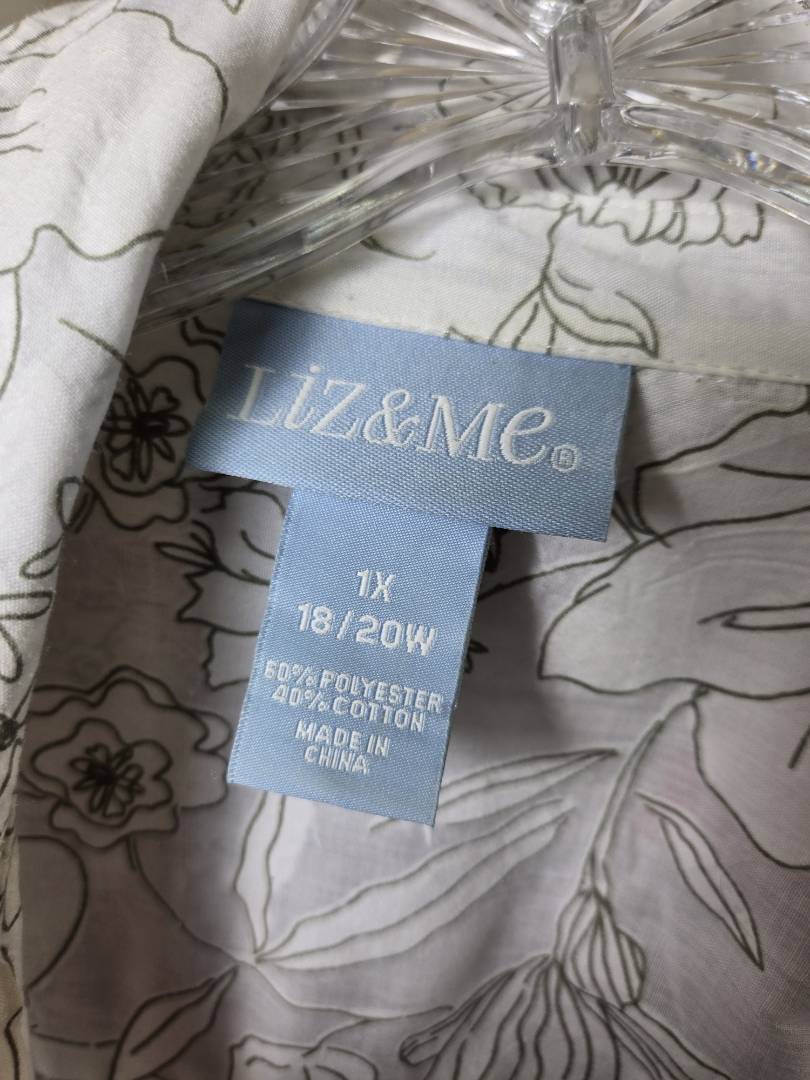 Liz&Me®
1X
18/20W
60% POLYESTER
40% COTTON
MADE IN
CHINA